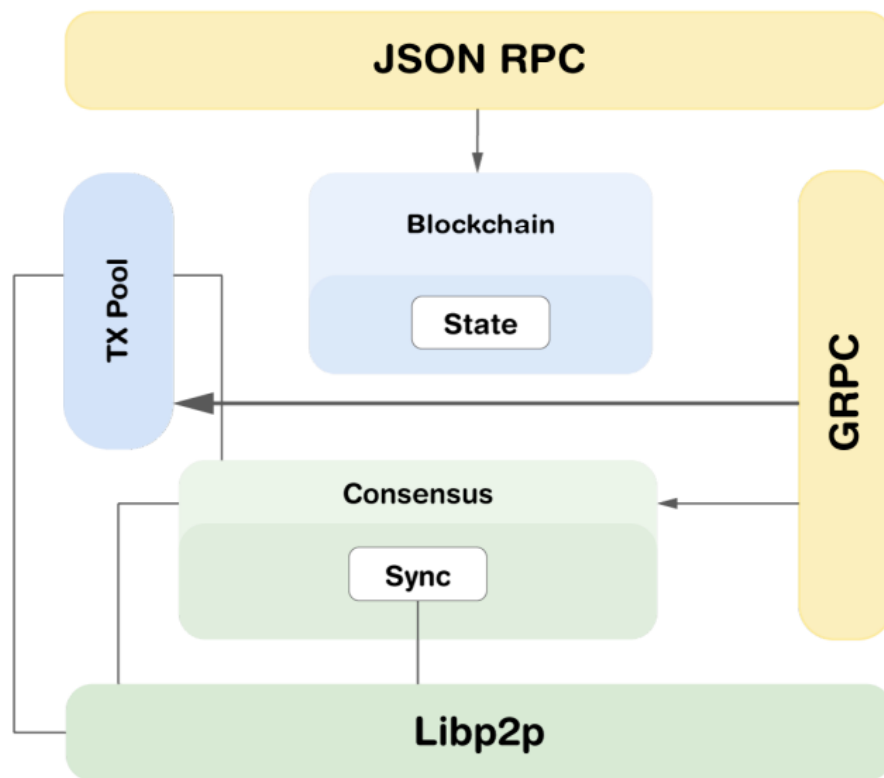 JSON RPC
TX Pool
Blockchain
State
GRPC
Consensus
Sync
Libp2p